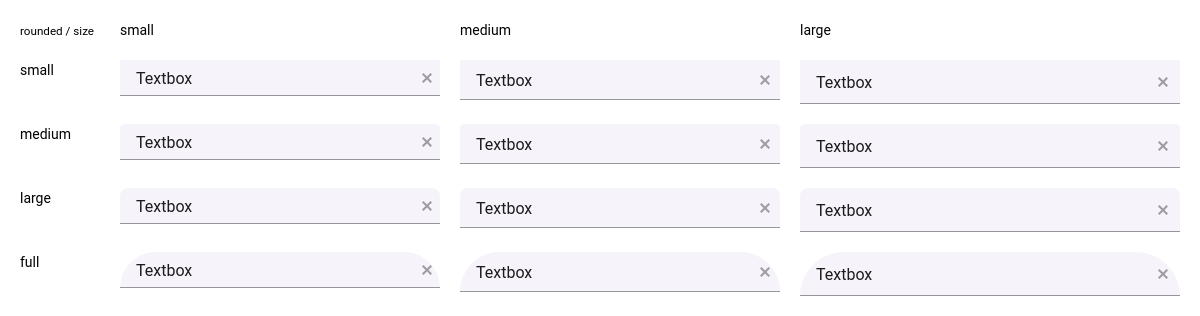 rounded / size small medium large
small Textbox Textbox Textbox
medium Textbox Textbox Textbox
large Textbox Textbox Textbox
full Textbox Textbox Textbox